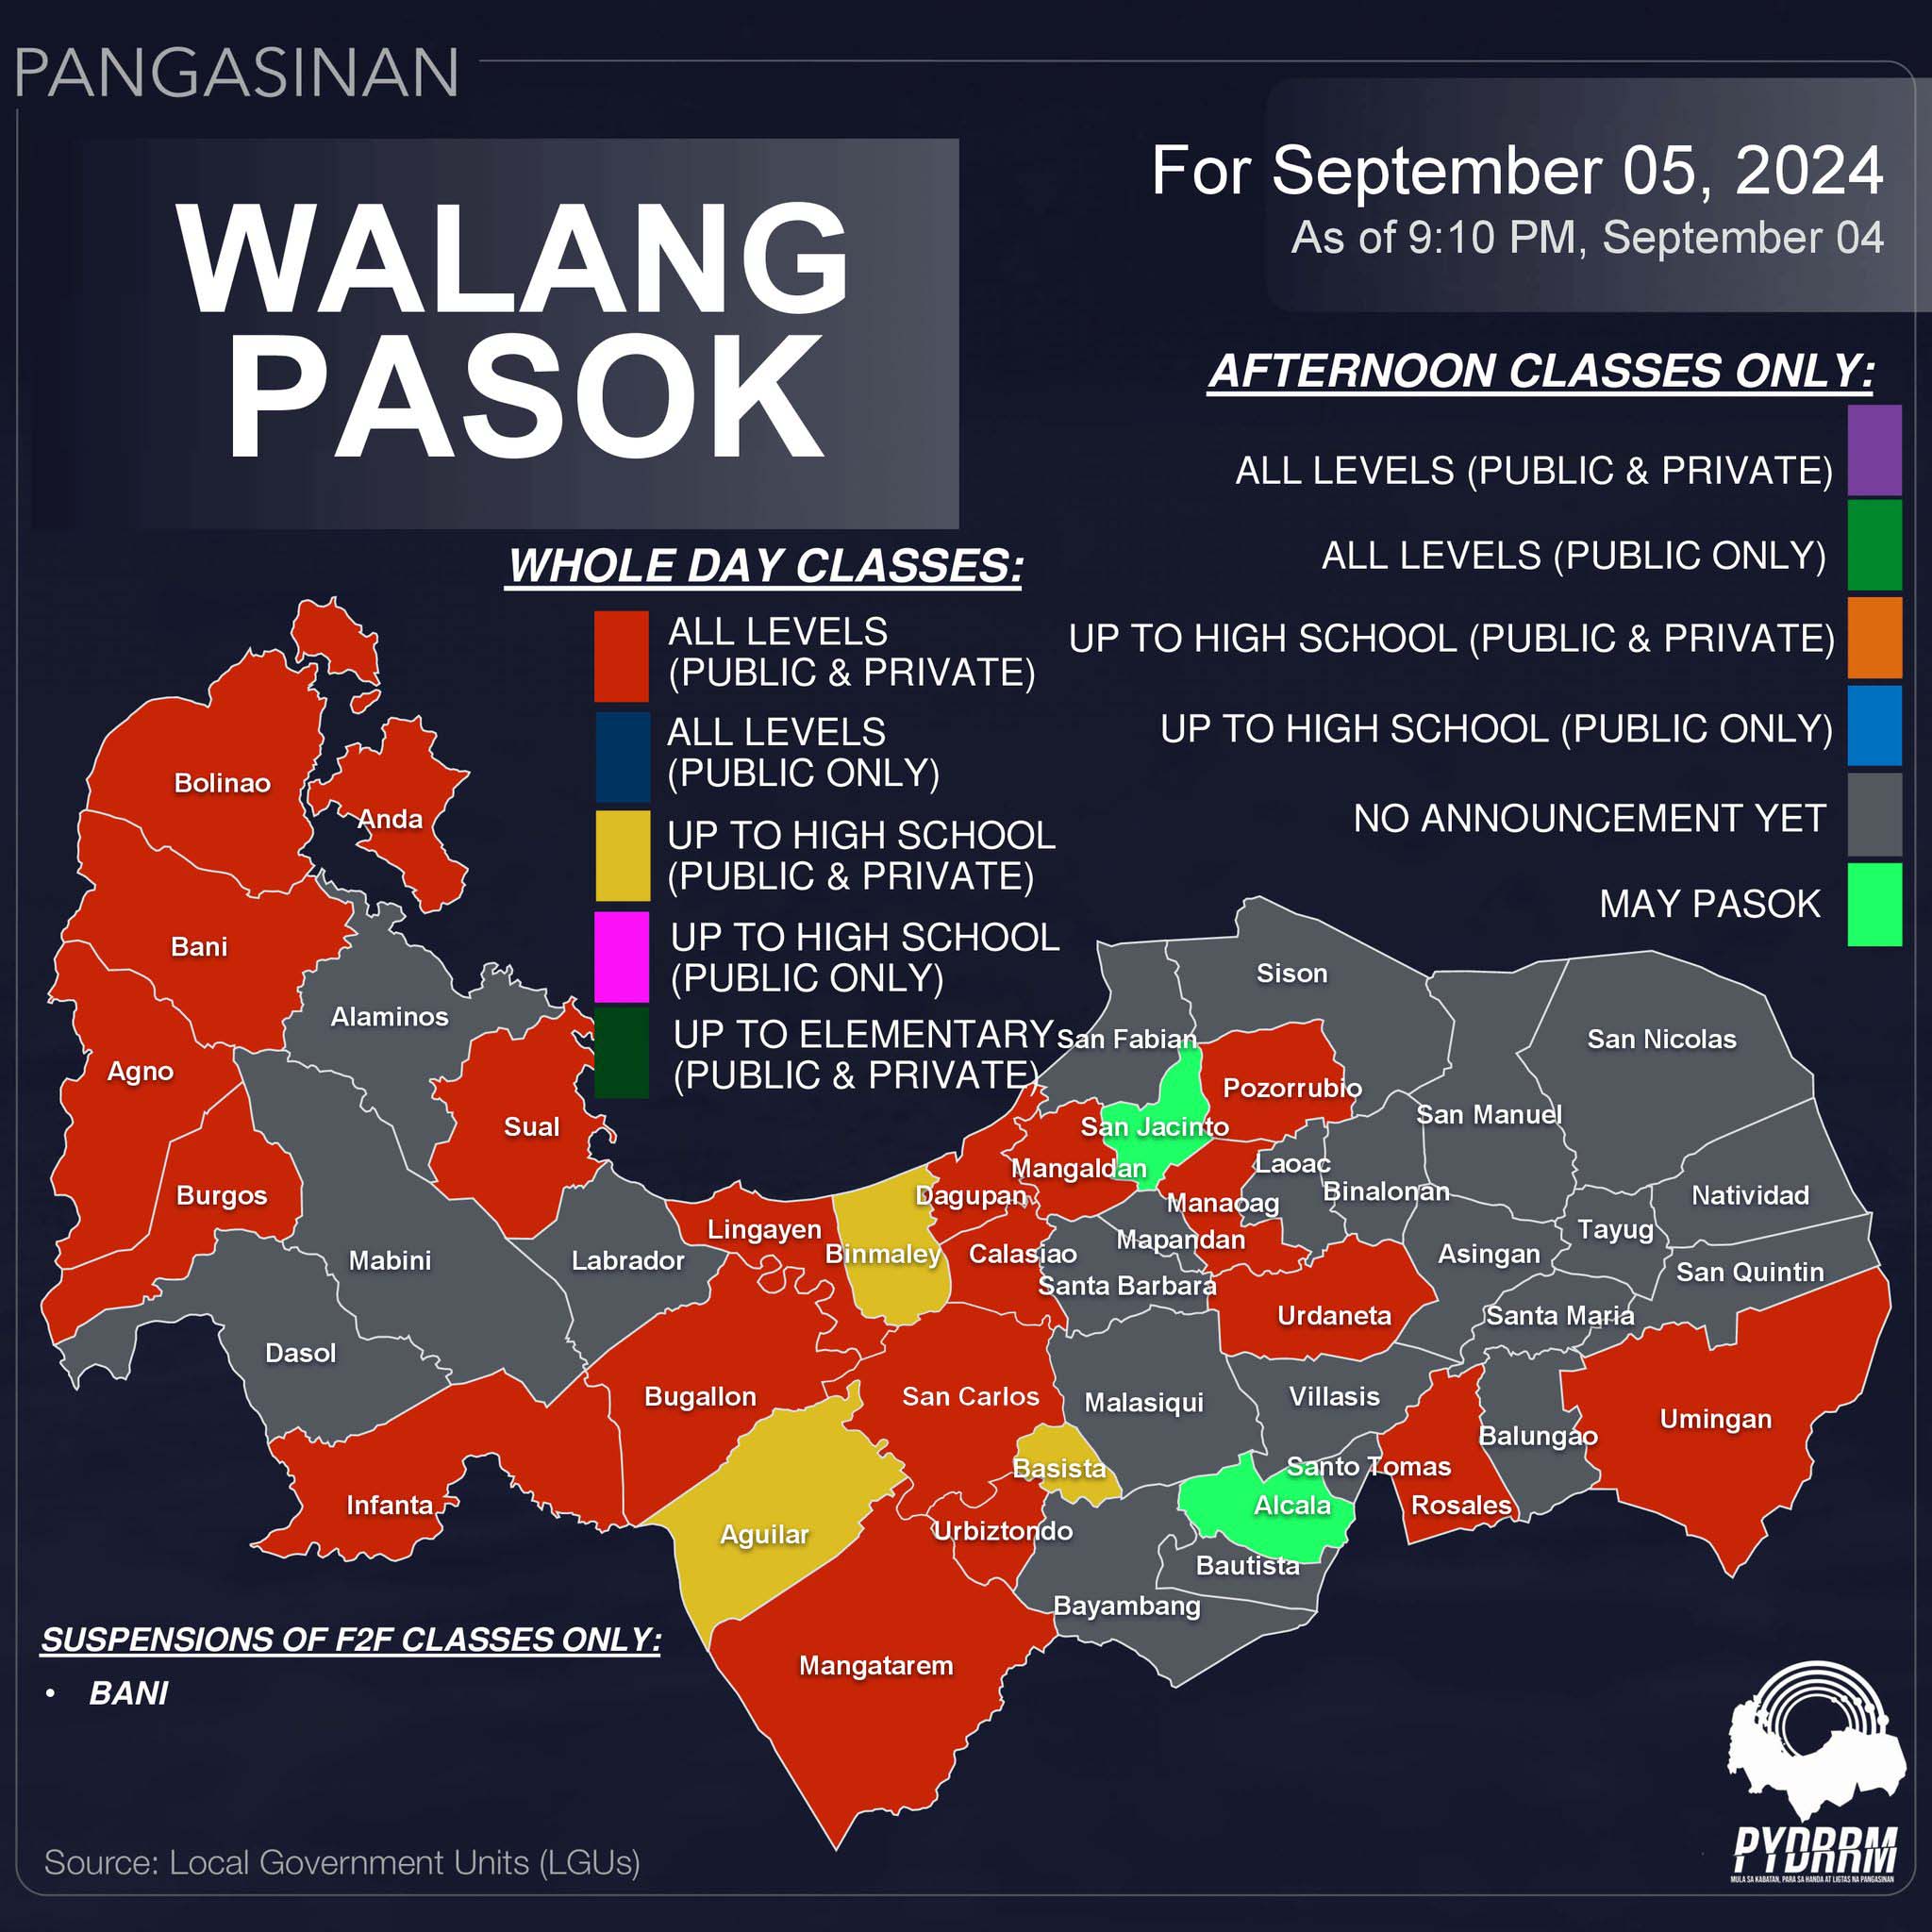 PANGASINAN
WALANG
PASOK
For September 05, 2024
As of 9:10 PM, September 04
AFTERNOON CLASSES ONLY:
ALL LEVELS (PUBLIC & PRIVATE)
ALL LEVELS (PUBLIC ONLY)
UP TO HIGH SCHOOL (PUBLIC & PRIVATE)
UP TO HIGH SCHOOL (PUBLIC ONLY)
NO ANNOUNCEMENT YET
MAY PASOK
WHOLE DAY CLASSES:
ALL LEVELS
(PUBLIC & PRIVATE)
ALL LEVELS
(PUBLIC ONLY)
UP TO HIGH SCHOOL
(PUBLIC & PRIVATE)
UP TO HIGH SCHOOL
(PUBLIC ONLY)
UP TO ELEMENTARY
(PUBLIC & PRIVATE)
Bolinao
Anda
Bani
Alaminos
Agno
Sual
Burgos
Mabini
Labrador
Dasol
Infanta
Lingayen
Binmaley
Dagupan
Calasiao
Mangaldan
San Fabian
San Jacinto
Sison
Pozorrubio
San Nicolas
San Manuel
Laoac
Binalonan
Manaoag
Mapandan
Santa Barbara
Natividad
Tayug
Asingan
San Quintin
Santa Maria
Urdaneta
Bugallon
San Carlos
Malasiqui
Villasis
Umingan
Balungao
Santo Tomas
Rosales
Alcala
Basista
Aguilar
Urbiztondo
Bautista
Bayambang
Mangatarem
SUSPENSIONS OF F2F CLASSES ONLY:
• BANI
Source: Local Government Units (LGUs)
PYDRRM
MULA SA KABATAN, PARA SA HANDA AT LIGTAS NA PANGASINAN